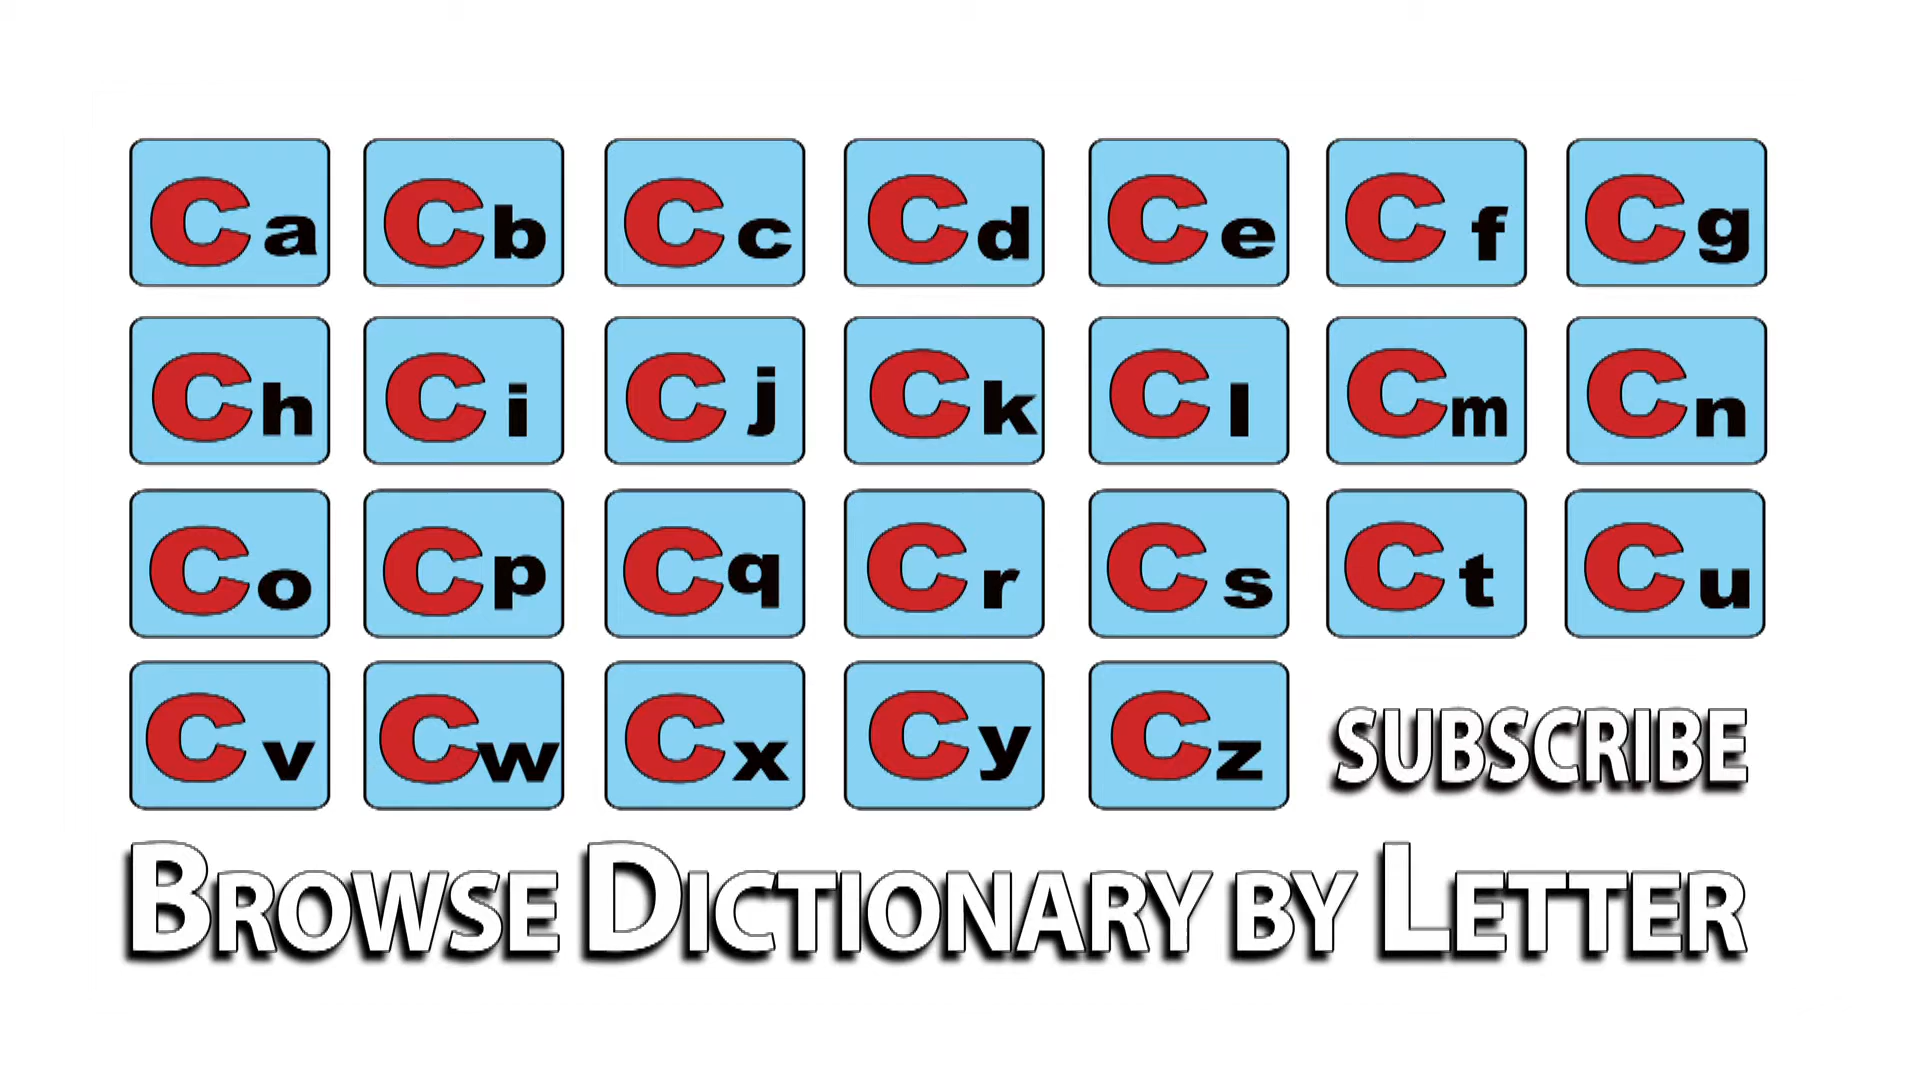 Ca Cb Cc Cd Ce Cf Cg
Ch Ci Cj Ck Cl Cm Cn
Co Cp Cq Cr Cs Ct Cu
Cv Cw Cx Cy Cz SUBSCRIBE
BROWSE DICTIONARY BY LETTER